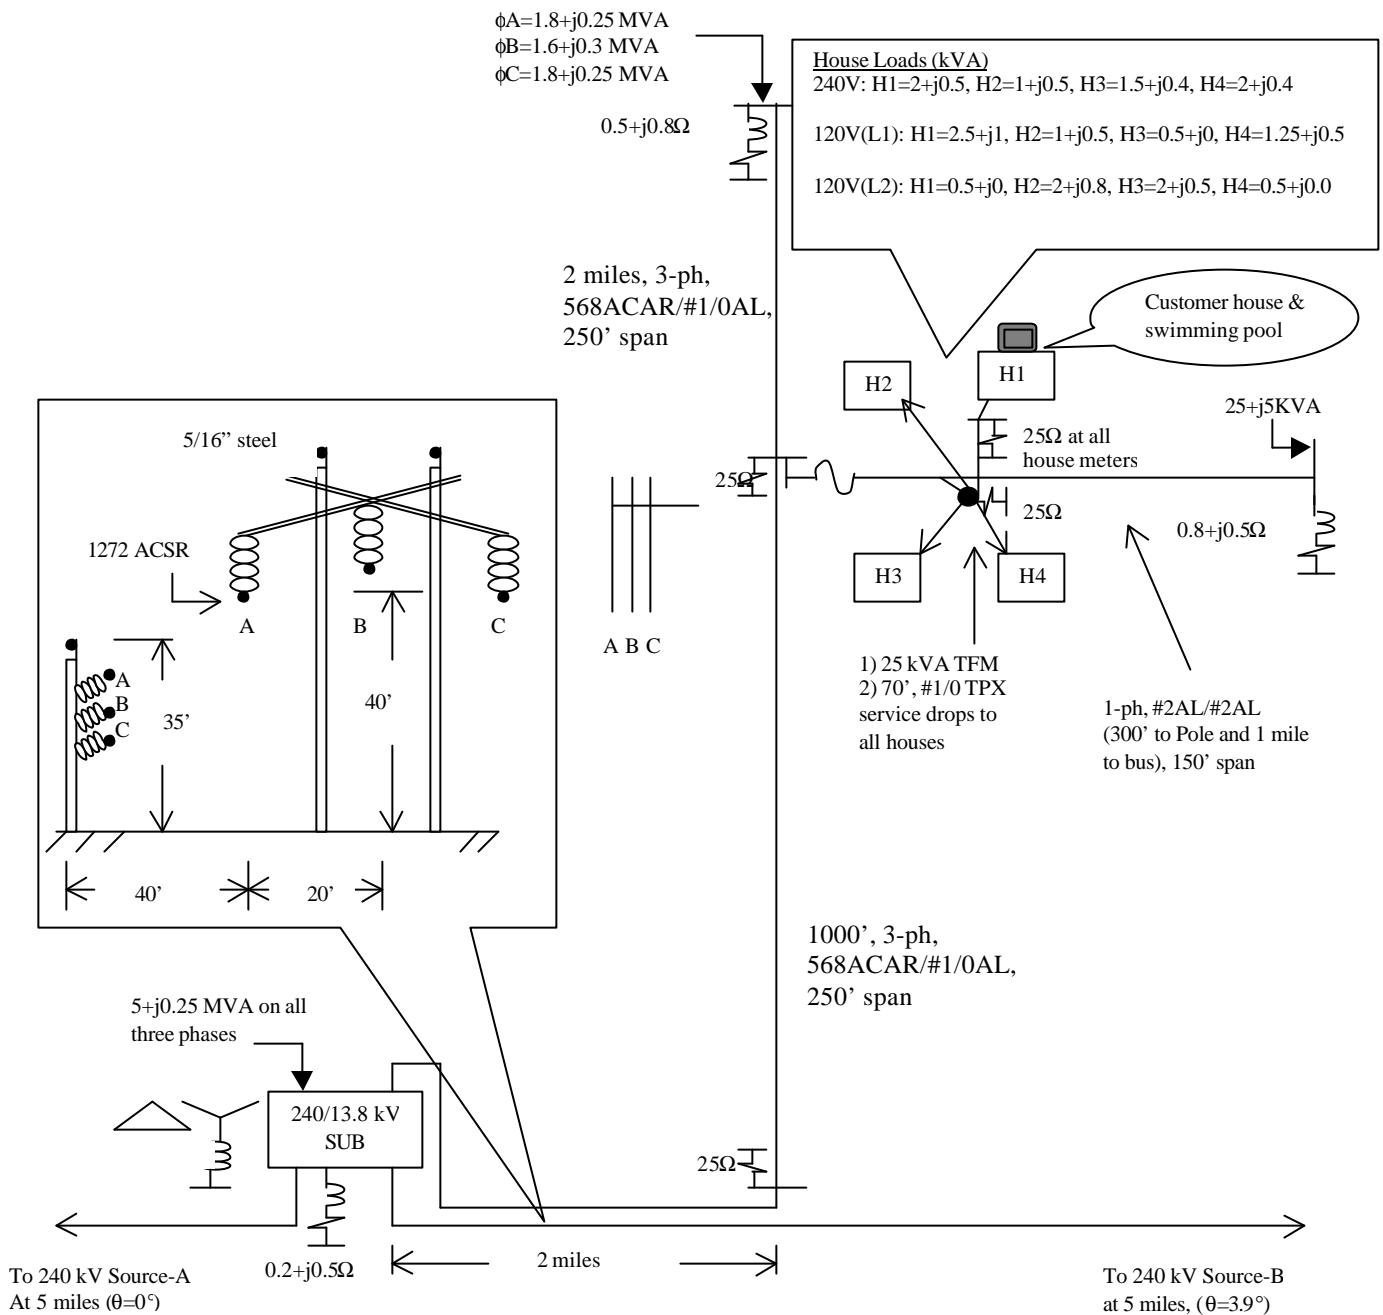 ϕA=1.8+j0.25 MVA
ϕB=1.6+j0.3 MVA
ϕC=1.8+j0.25 MVA
0.5+j0.8Ω
House Loads (kVA)
240V: H1=2+j0.5, H2=1+j0.5, H3=1.5+j0.4, H4=2+j0.4
120V(L1): H1=2.5+j1, H2=1+j0.5, H3=0.5+j0, H4=1.25+j0.5
120V(L2): H1=0.5+j0, H2=2+j0.8, H3=2+j0.5, H4=0.5+j0.0
2 miles, 3-ph,
568ACAR/#1/0AL,
250' span
Customer house &
swimming pool
H1
H2
25+j5KVA
25Ω at all
house meters
25Ω
25Ω
0.8+j0.5Ω
H3
H4
5/16” steel
1272 ACSR
A
B
C
A
B
C
35’
40’
40’
20’
A B C
1) 25 kVA TFM
2) 70’, #1/0 TPX
service drops to
all houses
1-ph, #2AL/#2AL
(300’ to Pole and 1 mile
to bus), 150’ span
1000’, 3-ph,
568ACAR/#1/0AL,
250’ span
5+j0.25 MVA on all
three phases
240/13.8 kV
SUB
25Ω
0.2+j0.5Ω
2 miles
To 240 kV Source-A
At 5 miles (θ=0°)
To 240 kV Source-B
at 5 miles, (θ=3.9°)